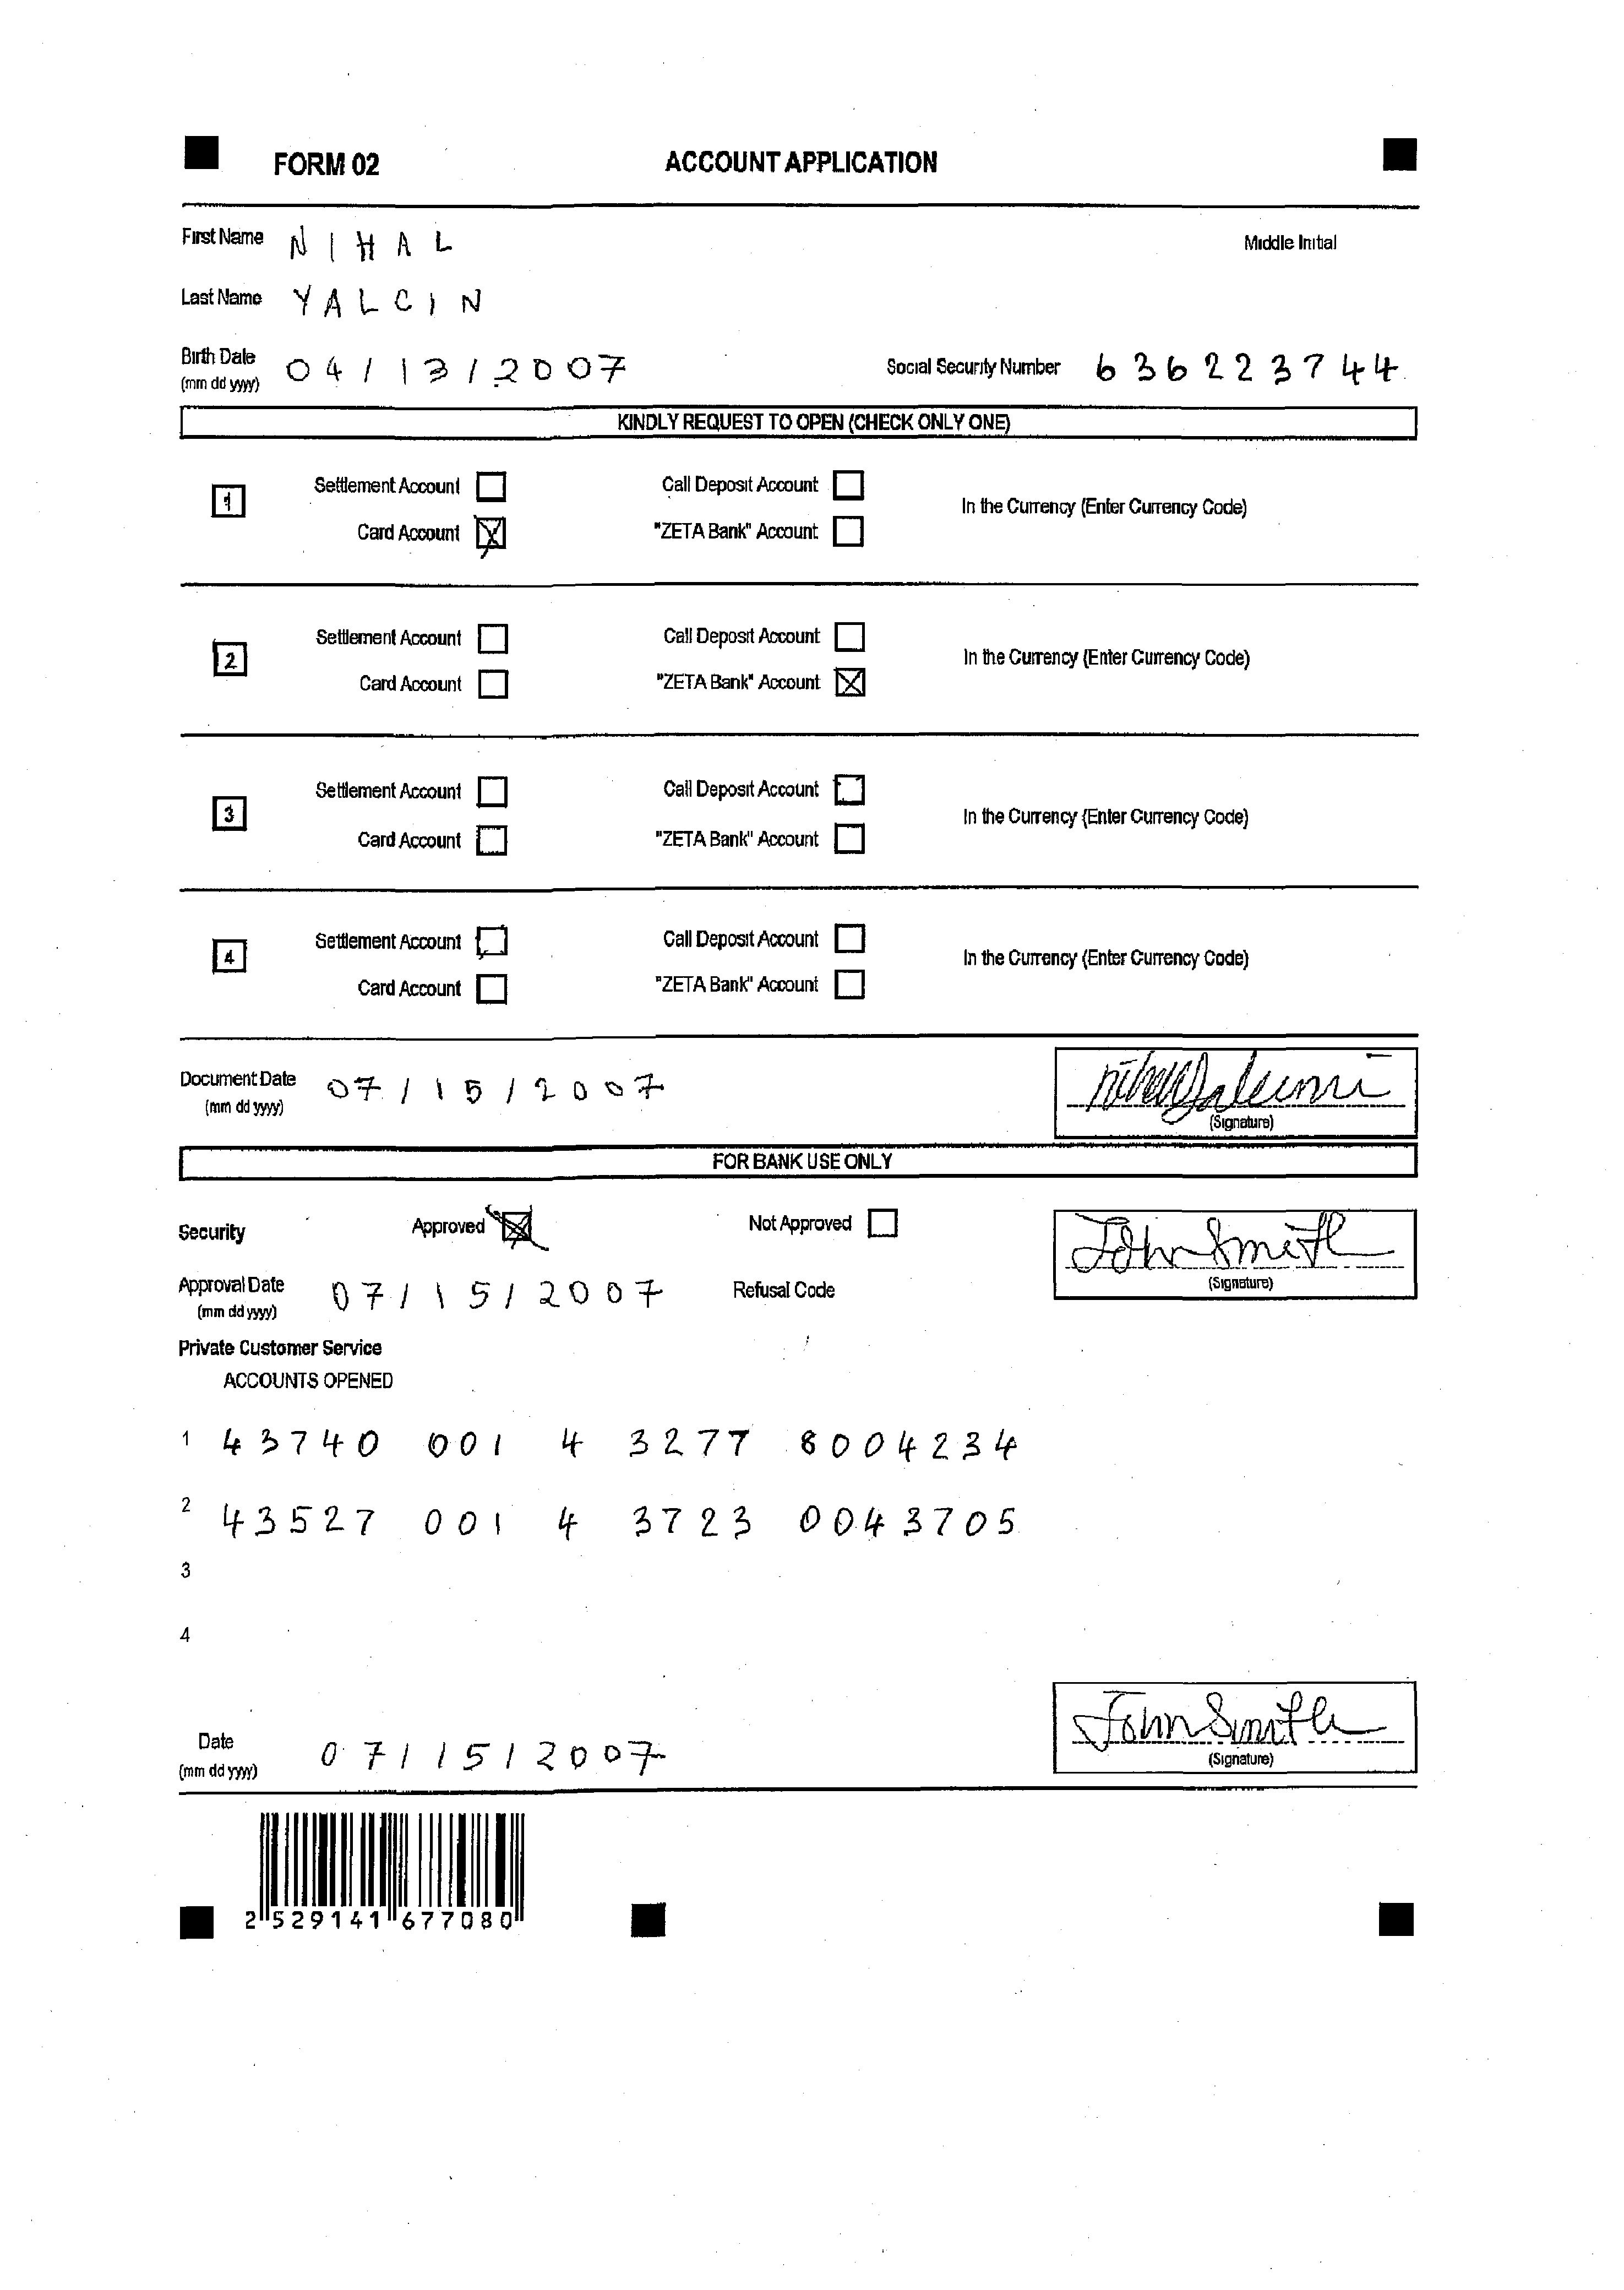 FORM 02 ACCOUNT APPLICATION
First Name NIHAL Middle Initial
Last Name YALCIN
Birth Date (mm dd yyyy) 04/13/2007 Social Security Number 636223744
KINDLY REQUEST TO OPEN (CHECK ONLY ONE)
1 Settlement Account Call Deposit Account In the Currency (Enter Currency Code)
Card Account "ZETA Bank" Account
2 Settlement Account Call Deposit Account In the Currency (Enter Currency Code)
Card Account "ZETA Bank" Account
3 Settlement Account Call Deposit Account In the Currency (Enter Currency Code)
Card Account "ZETA Bank" Account
4 Settlement Account Call Deposit Account In the Currency (Enter Currency Code)
Card Account "ZETA Bank" Account
Document Date (mm dd yyyy) 07/15/2007
(Signature)
FOR BANK USE ONLY
Security Approved Not Approved John Smith
Approval Date (mm dd yyyy) 07/15/2007 Refusal Code (Signature)
Private Customer Service
ACCOUNTS OPENED
1 43740 001 4 3277 8004234
2 43527 001 4 3723 0043705
3
4
John Smith
Date (mm dd yyyy) 07/15/2007 (Signature)
2 529141 677080